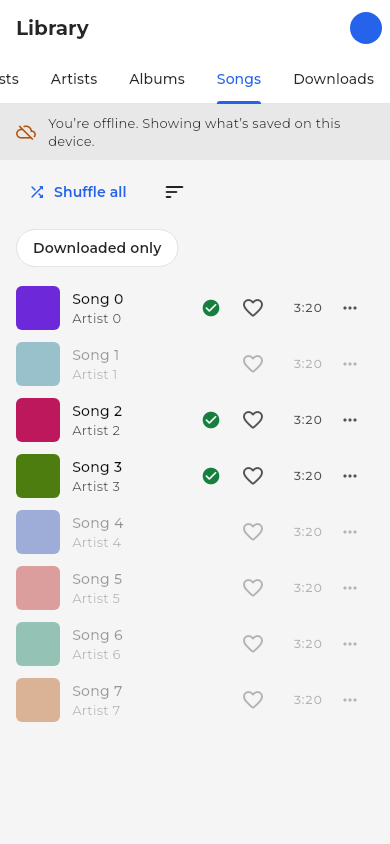 Library
sts Artists Albums Songs Downloads
You're offline. Showing what's saved on this
device.
Shuffle all
Downloaded only
Song 0
Artist 0
3:20
Song 1
Artist 1
3:20
Song 2
Artist 2
3:20
Song 3
Artist 3
3:20
Song 4
Artist 4
3:20
Song 5
Artist 5
3:20
Song 6
Artist 6
3:20
Song 7
Artist 7
3:20